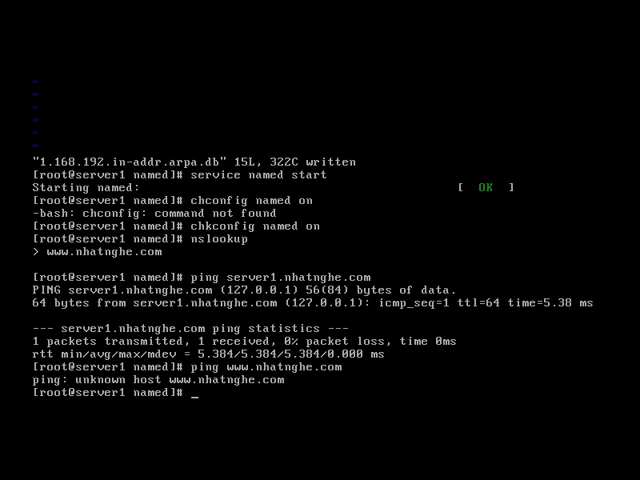 ~
~
~
~
~
~
"1.168.192.in-addr.arpa.db" 15L, 322C written
[root@server1 named]# service named start
Starting named: [ OK ]
[root@server1 named]# chconfig named on
-bash: chconfig: command not found
[root@server1 named]# chkconfig named on
[root@server1 named]# nslookup
> www.nhatnghe.com
[root@server1 named]# ping server1.nhatnghe.com
PING server1.nhatnghe.com (127.0.0.1) 56(84) bytes of data.
64 bytes from server1.nhatnghe.com (127.0.0.1): icmp_seq=1 ttl=64 time=5.38 ms
--- server1.nhatnghe.com ping statistics ---
1 packets transmitted, 1 received, 0% packet loss, time 0ms
rtt min/avg/max/mdev = 5.384/5.384/5.384/0.000 ms
[root@server1 named]# ping www.nhatnghe.com
ping: unknown host www.nhatnghe.com
[root@server1 named]# _